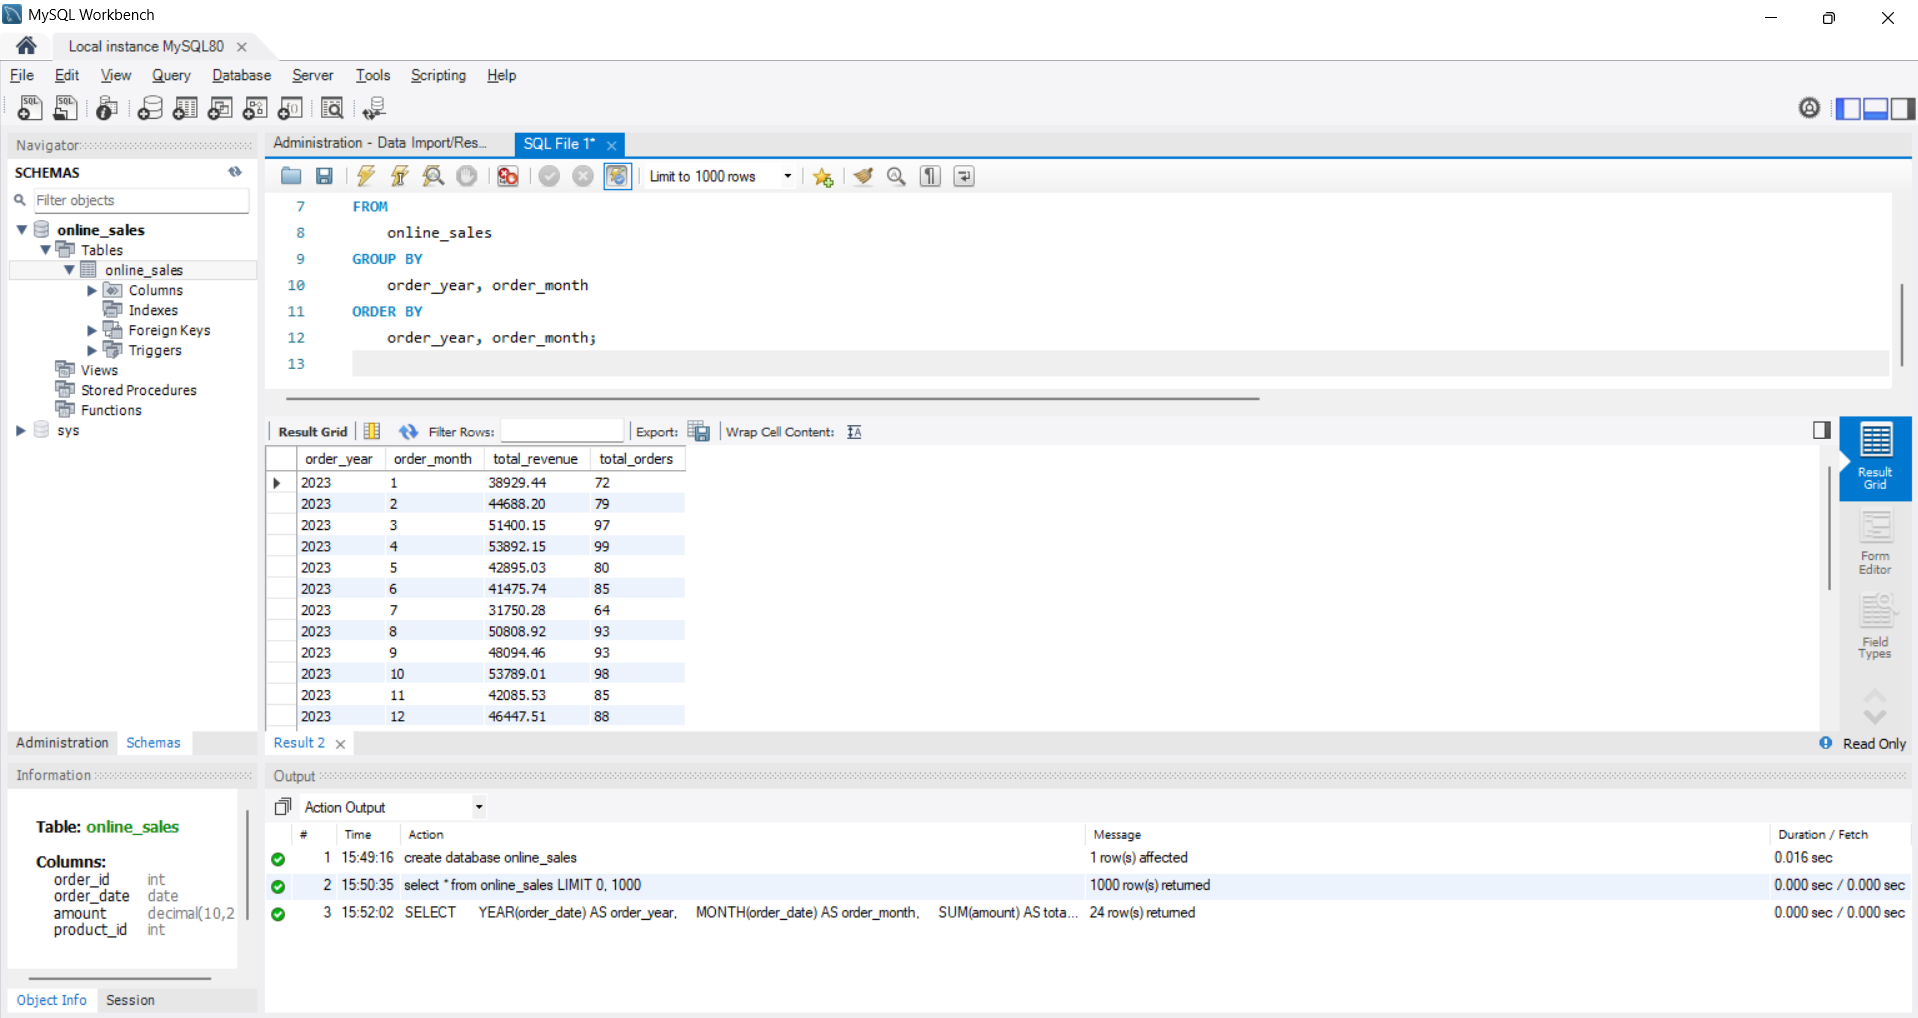 MySQL Workbench
Local instance MySQL80
File Edit View Query Database Server Tools Scripting Help
Navigator
SCHEMAS
Filter objects
online_sales
Tables
online_sales
Columns
Indexes
Foreign Keys
Triggers
Views
Stored Procedures
Functions
sys
Administration Schemas
Administration - Data Import/Res... SQL File 1*
Limit to 1000 rows
7 FROM
8 online_sales
9 GROUP BY
10 order_year, order_month
11 ORDER BY
12 order_year, order_month;
13
Result Grid Filter Rows: Export: Wrap Cell Content:
order_year order_month total_revenue total_orders
2023 1 38929.44 72
2023 2 44688.20 79
2023 3 51400.15 97
2023 4 53892.15 99
2023 5 42895.03 80
2023 6 41475.74 85
2023 7 31750.28 64
2023 8 50808.92 93
2023 9 48094.46 93
2023 10 53789.01 98
2023 11 42085.53 85
2023 12 46447.51 88
Result
Grid
Form
Editor
Field
Types
Result 2
Read Only
Information
Table: online_sales
Columns:
order_id int
order_date date
amount decimal(10,2
product_id int
Object Info Session
Output
Action Output
# Time Action Message Duration / Fetch
1 15:49:16 create database online_sales 1 row(s) affected 0.016 sec
2 15:50:35 select * from online_sales LIMIT 0, 1000 1000 row(s) returned 0.000 sec / 0.000 sec
3 15:52:02 SELECT YEAR(order_date) AS order_year, MONTH(order_date) AS order_month, SUM(amount) AS tota... 24 row(s) returned 0.000 sec / 0.000 sec